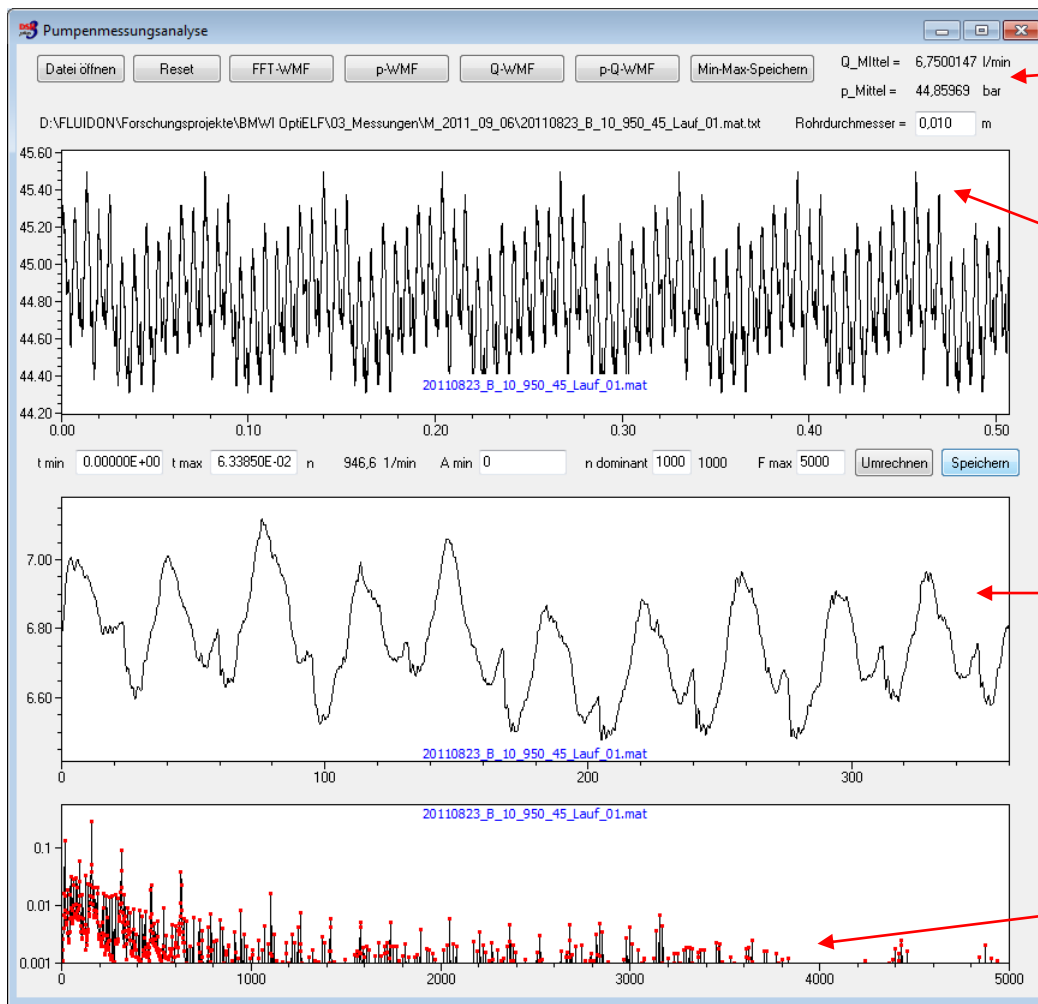 Pumpenmessungsanalyse
Datei öffnen Reset FFT-WMF p-WMF Q-WMF p-Q-WMF Min-Max-Speichern Q_MIttel = 6,7500147 l/min
p_Mittel = 44,85969 bar
D:\FLUIDON\Forschungsprojekte\BMWI OptiELF\03_Messungen\M_2011_09_06\20110823_B_10_950_45_Lauf_01.mat.txt Rohrdurchmesser = 0,010 m
45.60
45.40
45.20
45.00
44.80
44.60
44.40
44.20
20110823_B_10_950_45_Lauf_01.mat
0.00 0.10 0.20 0.30 0.40 0.50
t min 0.00000E+00 t max 6.33850E-02 n 946,6 1/min A min 0 n dominant 1000 1000 F max 5000 Umrechnen Speichern
7.00
6.80
6.60
20110823_B_10_950_45_Lauf_01.mat
0 100 200 300
20110823_B_10_950_45_Lauf_01.mat
0.1
0.01
0.001
0 1000 2000 3000 4000 5000